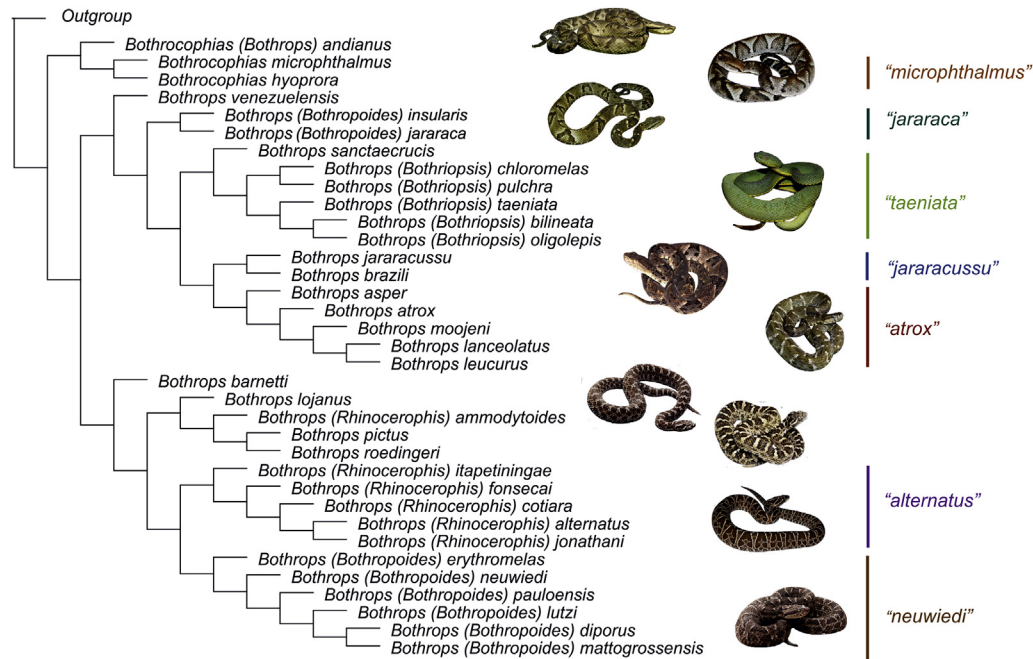 Outgroup
Bothrocophias (Bothrops) andianus
Bothrocophias microphthalmus
Bothrocophias hyoprora
Bothrops venezuelensis
Bothrops (Bothropoides) insularis
Bothrops (Bothropoides) jararaca
Bothrops sanctaecrucis
Bothrops (Bothriopsis) chloromelas
Bothrops (Bothriopsis) pulchra
Bothrops (Bothriopsis) taeniata
Bothrops (Bothriopsis) bilineata
Bothrops (Bothriopsis) oligolepis
Bothrops jararacussu
Bothrops brazili
Bothrops asper
Bothrops atrox
Bothrops moojeni
Bothrops lanceolatus
Bothrops leucurus
Bothrops barnetti
Bothrops lojanus
Bothrops (Rhinocerophis) ammodytoides
Bothrops pictus
Bothrops roedingeri
Bothrops (Rhinocerophis) itapetiningae
Bothrops (Rhinocerophis) fonsecai
Bothrops (Rhinocerophis) cotiara
Bothrops (Rhinocerophis) alternatus
Bothrops (Rhinocerophis) jonathani
Bothrops (Bothropoides) erythromelas
Bothrops (Bothropoides) neuwiedi
Bothrops (Bothropoides) pauloensis
Bothrops (Bothropoides) lutzi
Bothrops (Bothropoides) diporus
Bothrops (Bothropoides) mattogrossensis
“microphthalmus”
“jararaca”
“taeniata”
“jararacussu”
“atrox”
“alternatus”
“neuwiedi”